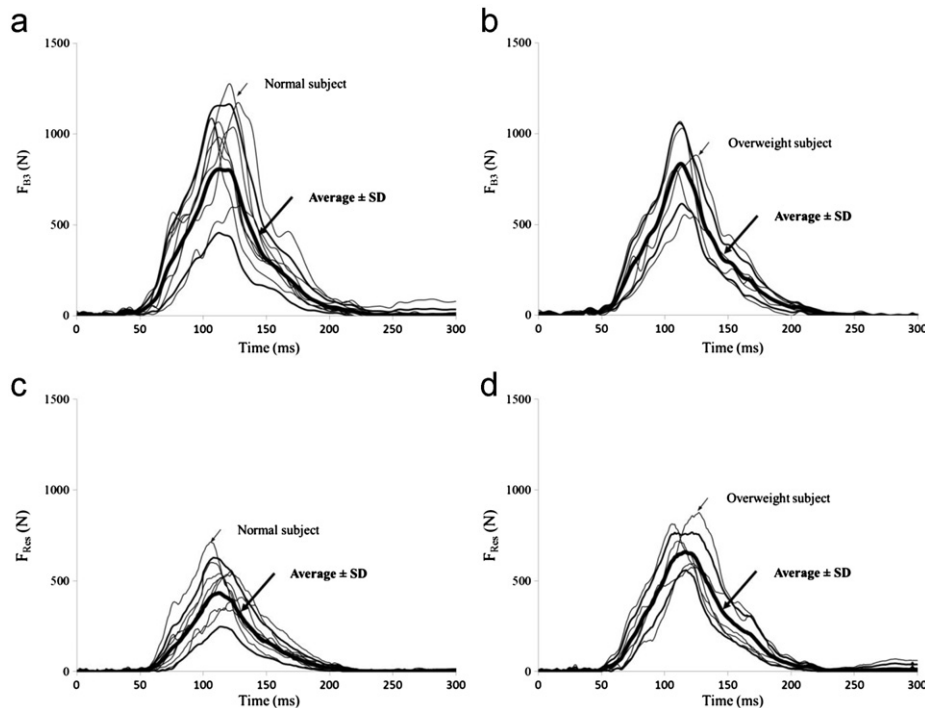 a
1500
1000
500
0
F_B3 (N)
0 50 100 150 200 250 300
Time (ms)
Normal subject
Average ± SD
b
1500
1000
500
0
F_B3 (N)
0 50 100 150 200 250 300
Time (ms)
Overweight subject
Average ± SD
c
1500
1000
500
0
F_Res (N)
0 50 100 150 200 250 300
Time (ms)
Normal subject
Average ± SD
d
1500
1000
500
0
F_Res (N)
0 50 100 150 200 250 300
Time (ms)
Overweight subject
Average ± SD